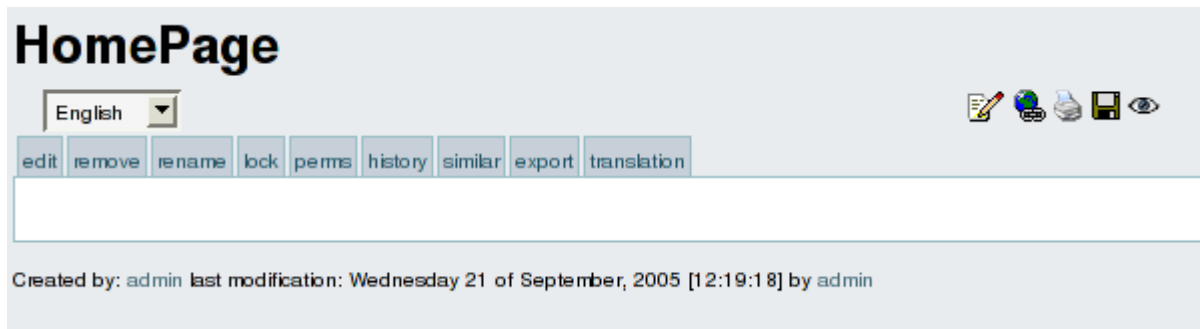 HomePage
English
edit remove rename lock perms history similar export translation
Created by: admin last modification: Wednesday 21 of September, 2005 [12:19:18] by admin